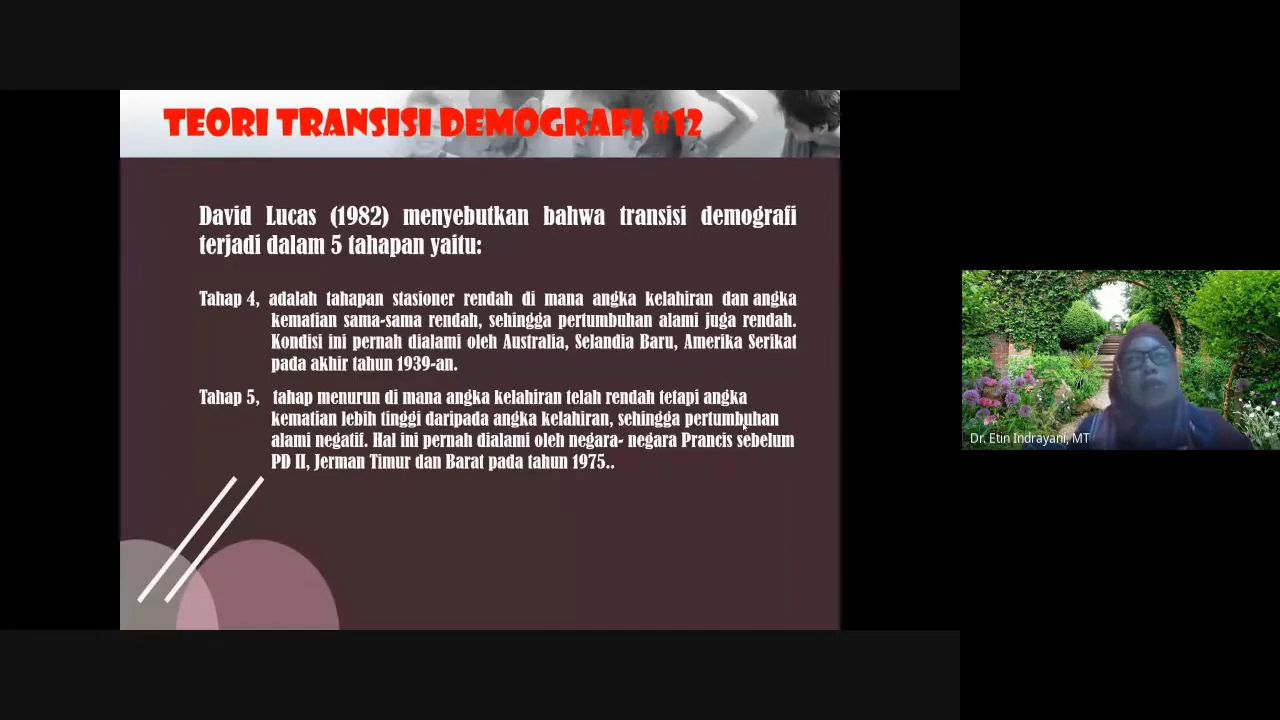 TEORI TRANSISI DEMOGRAFI #12
David Lucas (1982) menyebutkan bahwa transisi demografi
terjadi dalam 5 tahapan yaitu:
Tahap 4, adalah tahapan stasioner rendah di mana angka kelahiran dan angka
kematian sama-sama rendah, sehingga pertumbuhan alami juga rendah.
Kondisi ini pernah dialami oleh Australia, Selandia Baru, Amerika Serikat
pada akhir tahun 1939-an.
Tahap 5, tahap menurun di mana angka kelahiran telah rendah tetapi angka
kematian lebih tinggi daripada angka kelahiran, sehingga pertumbuhan
alami negatif. Hal ini pernah dialami oleh negara- negara Prancis sebelum
PD II, Jerman Timur dan Barat pada tahun 1975..
Dr. Etin Indrayani, MT